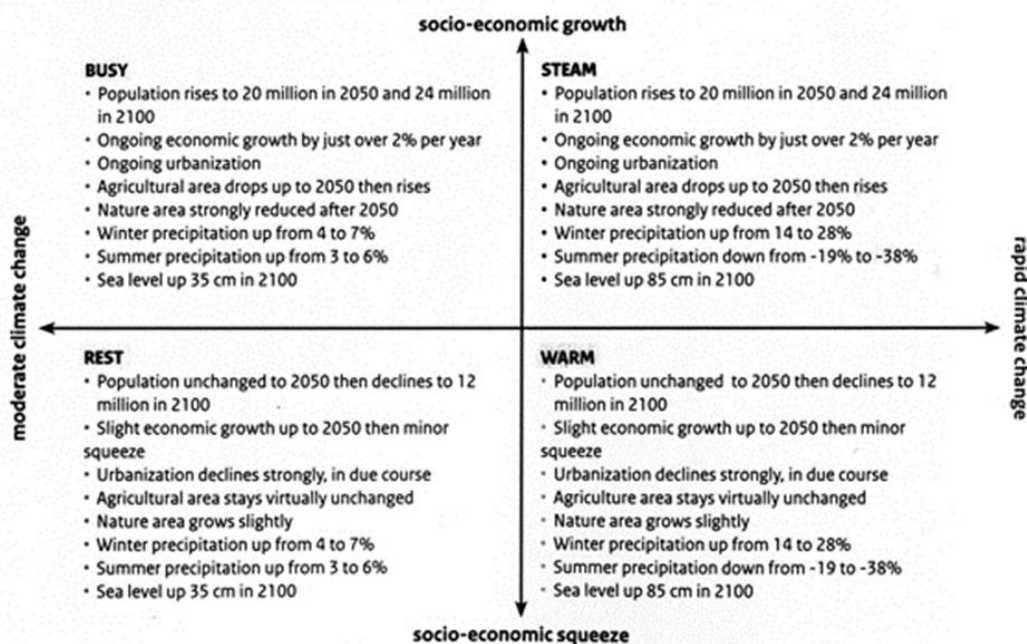 socio-economic growth
BUSY
• Population rises to 20 million in 2050 and 24 million
in 2100
• Ongoing economic growth by just over 2% per year
• Ongoing urbanization
• Agricultural area drops up to 2050 then rises
• Nature area strongly reduced after 2050
• Winter precipitation up from 4 to 7%
• Summer precipitation up from 3 to 6%
• Sea level up 35 cm in 2100
STEAM
• Population rises to 20 million in 2050 and 24 million
in 2100
• Ongoing economic growth by just over 2% per year
• Ongoing urbanization
• Agricultural area drops up to 2050 then rises
• Nature area strongly reduced after 2050
• Winter precipitation up from 14 to 28%
• Summer precipitation down from -19% to -38%
• Sea level up 85 cm in 2100
moderate climate change
rapid climate change
REST
• Population unchanged to 2050 then declines to 12
million in 2100
• Slight economic growth up to 2050 then minor
squeeze
• Urbanization declines strongly, in due course
• Agricultural area stays virtually unchanged
• Nature area grows slightly
• Winter precipitation up from 4 to 7%
• Summer precipitation up from 3 to 6%
• Sea level up 35 cm in 2100
WARM
• Population unchanged to 2050 then declines to 12
million in 2100
• Slight economic growth up to 2050 then minor
squeeze
• Urbanization declines strongly, in due course
• Agriculture area stays virtually unchanged
• Nature area grows slightly
• Winter precipitation up from 14 to 28%
• Summer precipitation down from -19 to -38%
• Sea level up 85 cm in 2100
socio-economic squeeze